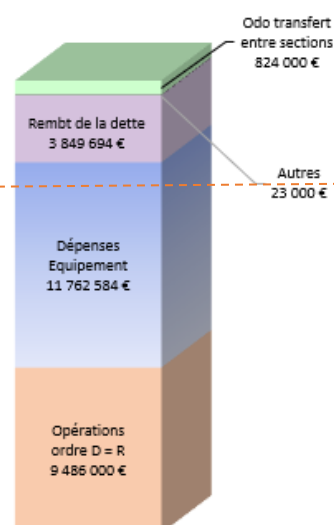 Odo transfert
entre sections
824 000 €
Rembt de la dette
3 849 694 €
Autres
23 000 €
Dépenses
Equipement
11 762 584 €
Opérations
ordre D = R
9 486 000 €